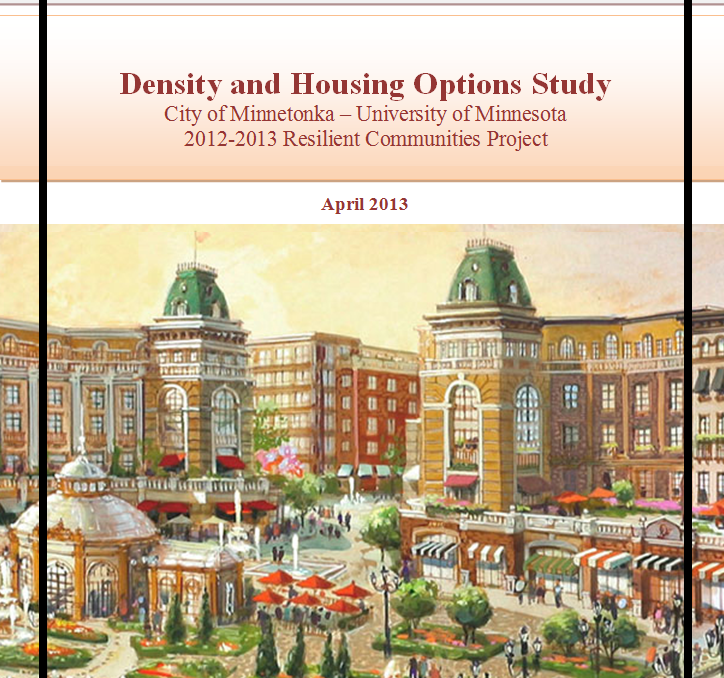 Density and Housing Options Study
City of Minnetonka – University of Minnesota
2012-2013 Resilient Communities Project
April 2013